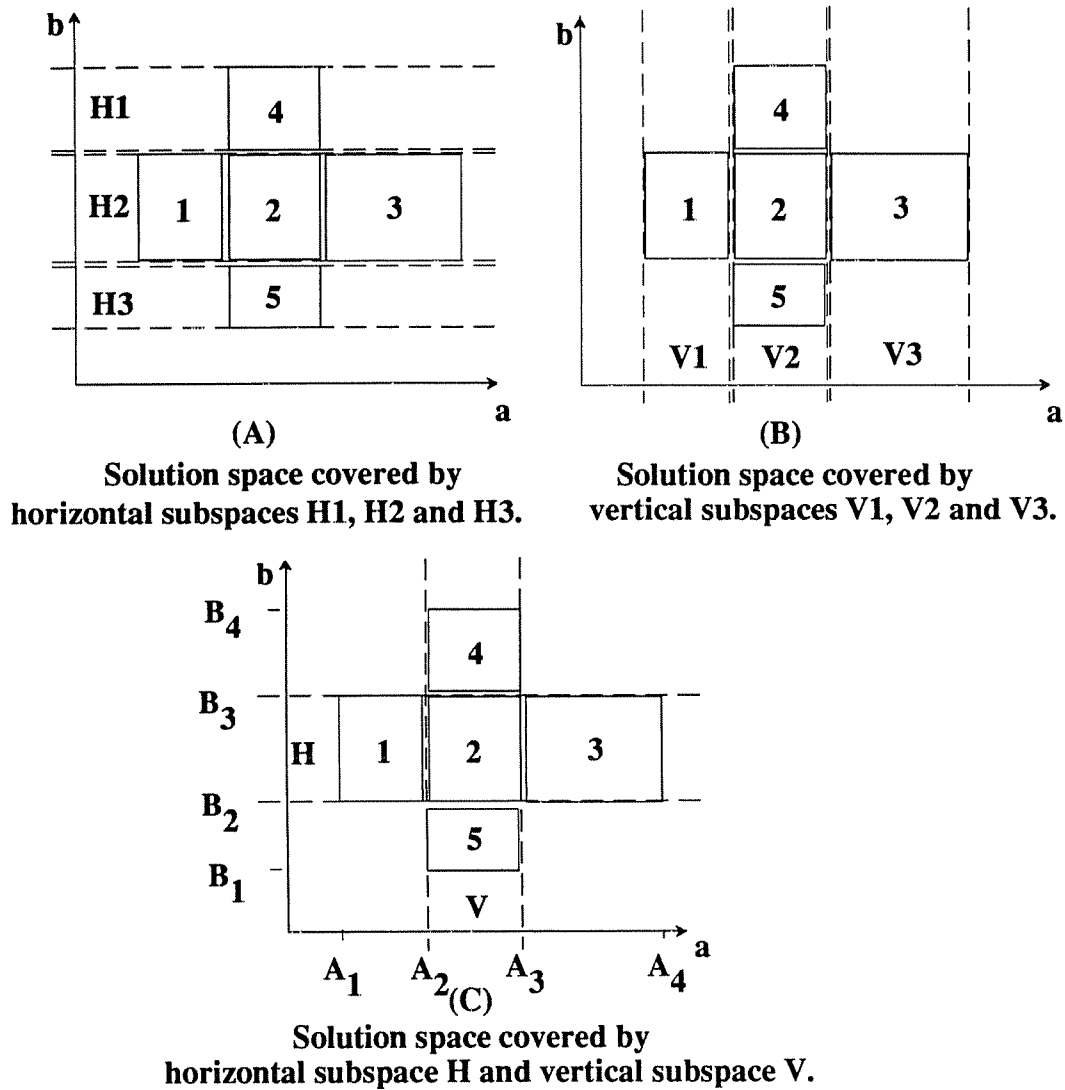 b
H1
4
H2
1
2
3
H3
5
a
(A)
Solution space covered by
horizontal subspaces H1, H2 and H3.
b
4
1
2
3
5
V1
V2
V3
a
(B)
Solution space covered by
vertical subspaces V1, V2 and V3.
b
B4
4
B3
H
1
2
3
B2
5
B1
V
a
A1
A2
A3
A4
(C)
Solution space covered by
horizontal subspace H and vertical subspace V.